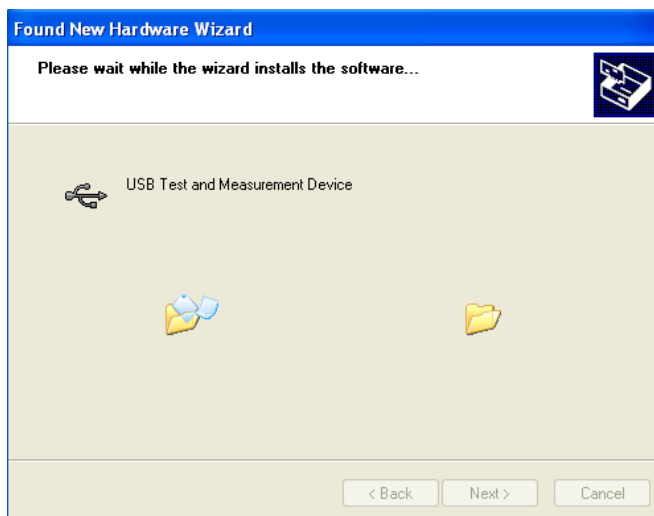 Found New Hardware Wizard
Please wait while the wizard installs the software...
USB Test and Measurement Device
< Back
Next >
Cancel